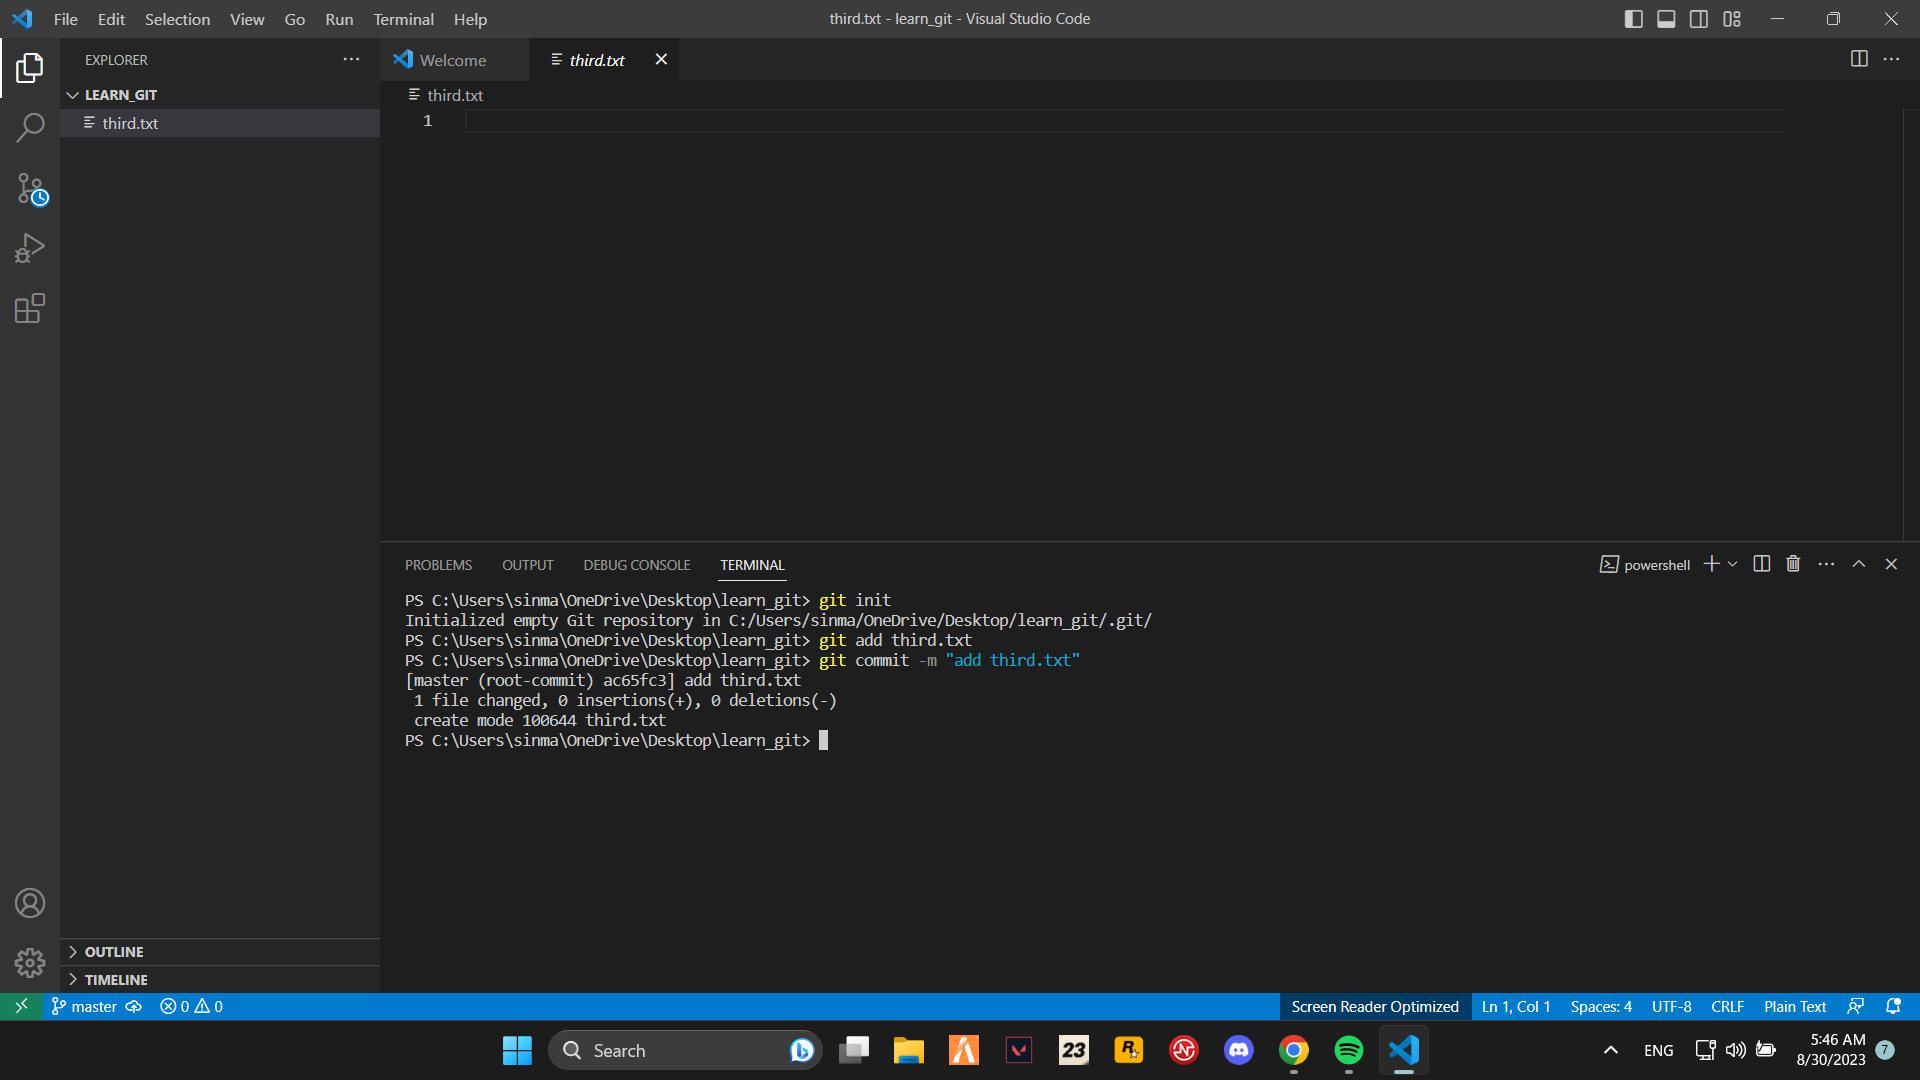 File Edit Selection View Go Run Terminal Help
third.txt - learn_git - Visual Studio Code
EXPLORER
LEARN_GIT
third.txt
Welcome
third.txt
third.txt
1
PROBLEMS OUTPUT DEBUG CONSOLE TERMINAL
powershell
PS C:\Users\sinma\OneDrive\Desktop\learn_git> git init
Initialized empty Git repository in C:/Users/sinma/OneDrive/Desktop/learn_git/.git/
PS C:\Users\sinma\OneDrive\Desktop\learn_git> git add third.txt
PS C:\Users\sinma\OneDrive\Desktop\learn_git> git commit -m "add third.txt"
[master (root-commit) ac65fc3] add third.txt
 1 file changed, 0 insertions(+), 0 deletions(-)
 create mode 100644 third.txt
PS C:\Users\sinma\OneDrive\Desktop\learn_git>
OUTLINE
TIMELINE
master 0 0
Screen Reader Optimized Ln 1, Col 1 Spaces: 4 UTF-8 CRLF Plain Text
Search
23
R
ENG
5:46 AM
8/30/2023
7